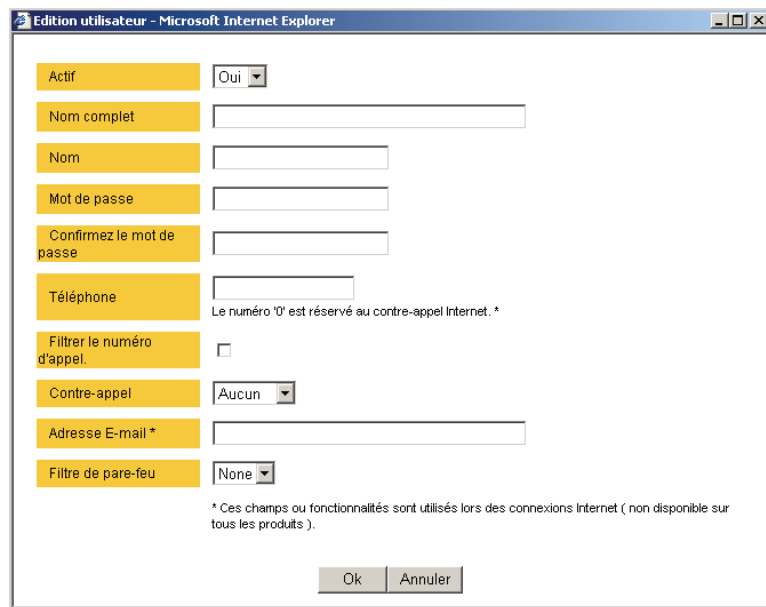 Edition utilisateur - Microsoft Internet Explorer
Actif
Oui
Nom complet
Nom
Mot de passe
Confirmez le mot de
passe
Téléphone
Le numéro '0' est réservé au contre-appel Internet. *
Filtrer le numéro
d'appel.
Contre-appel
Aucun
Adresse E-mail *
Filtre de pare-feu
None
* Ces champs ou fonctionnalités sont utilisés lors des connexions Internet ( non disponible sur
tous les produits ).
Ok
Annuler